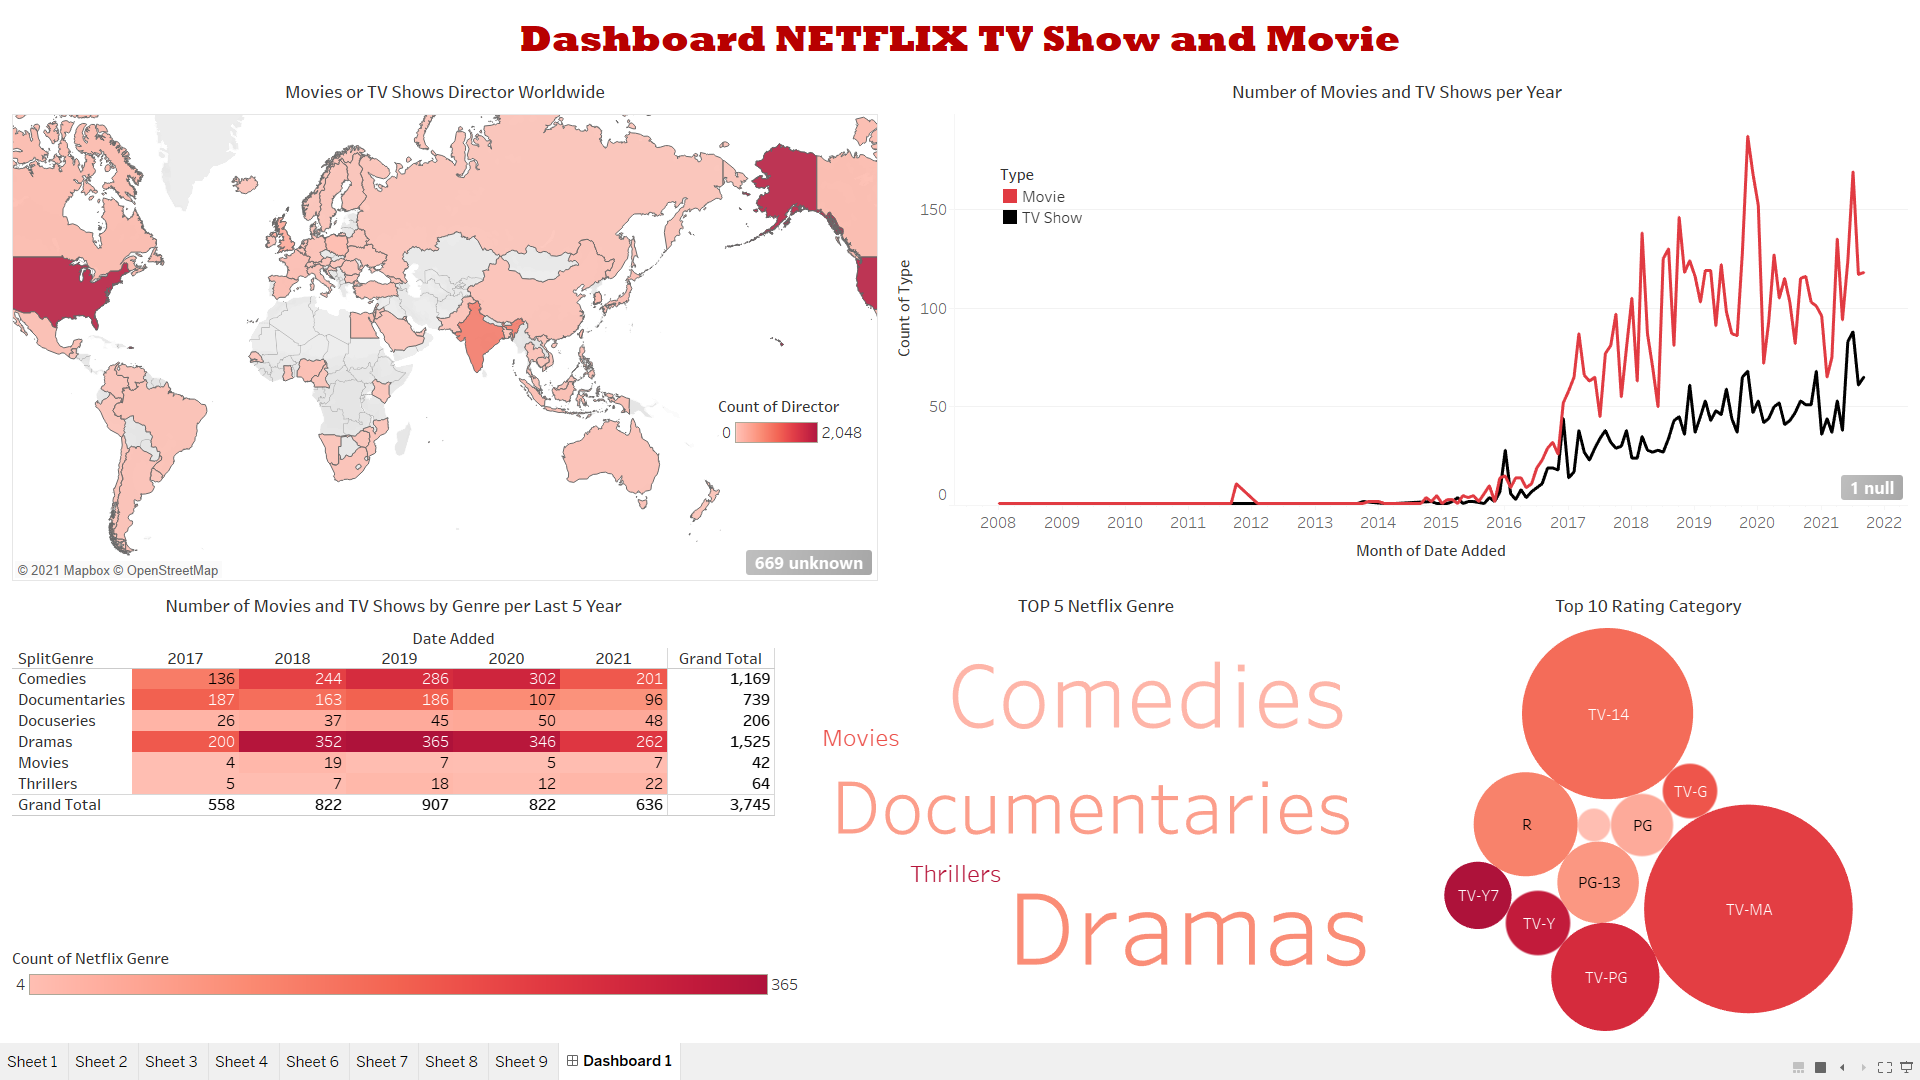 Dashboard NETFLIX TV Show and Movie
Movies or TV Shows Director Worldwide
Count of Director
0 2,048
669 unknown
© 2021 Mapbox © OpenStreetMap
Number of Movies and TV Shows per Year
Type
Movie
TV Show
Count of Type
150
100
50
0
1 null
2008 2009 2010 2011 2012 2013 2014 2015 2016 2017 2018 2019 2020 2021 2022
Month of Date Added
Number of Movies and TV Shows by Genre per Last 5 Year
Date Added
SplitGenre 2017 2018 2019 2020 2021 Grand Total
Comedies 136 244 286 302 201 1,169
Documentaries 187 163 186 107 96 739
Docuseries 26 37 45 50 48 206
Dramas 200 352 365 346 262 1,525
Movies 4 19 7 5 7 42
Thrillers 5 7 18 12 22 64
Grand Total 558 822 907 822 636 3,745
Count of Netflix Genre
4 365
TOP 5 Netflix Genre
Comedies
Movies
Documentaries
Thrillers
Dramas
Top 10 Rating Category
TV-14
TV-G
R
PG
PG-13
TV-Y7
TV-MA
TV-Y
TV-PG
Sheet 1 Sheet 2 Sheet 3 Sheet 4 Sheet 6 Sheet 7 Sheet 8 Sheet 9 Dashboard 1